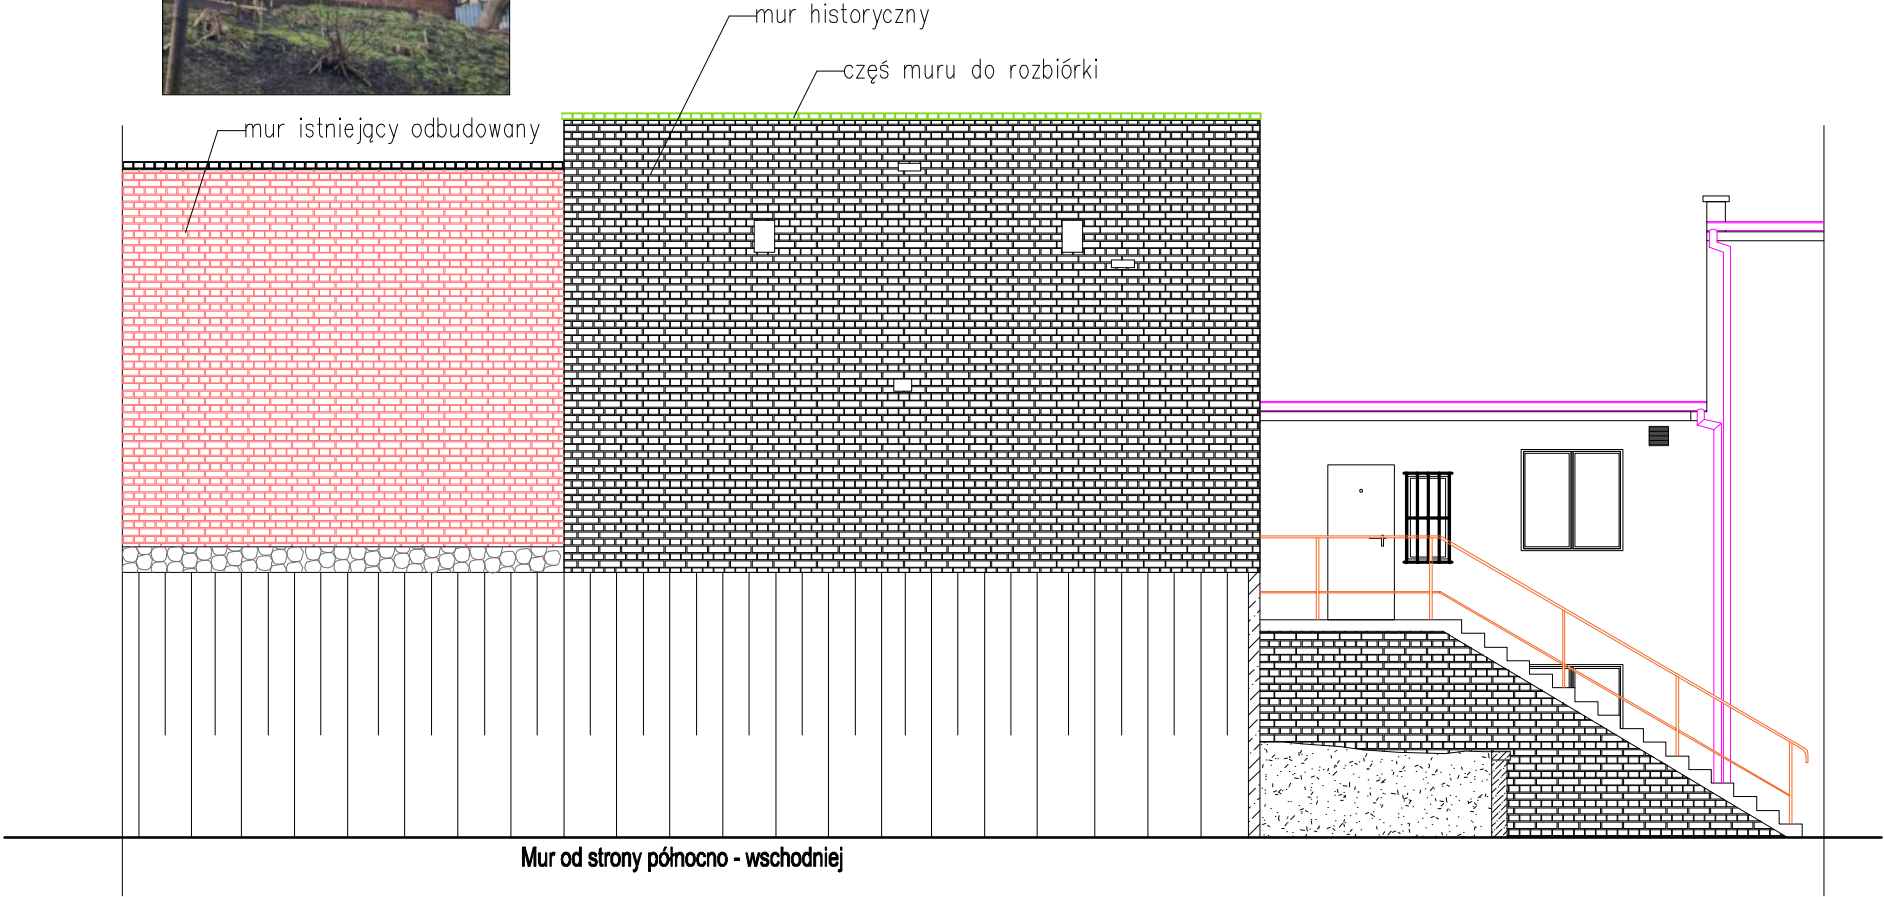 mur historyczny
częś muru do rozbiórki
mur istniejący odbudowany
Mur od strony północno - wschodniej